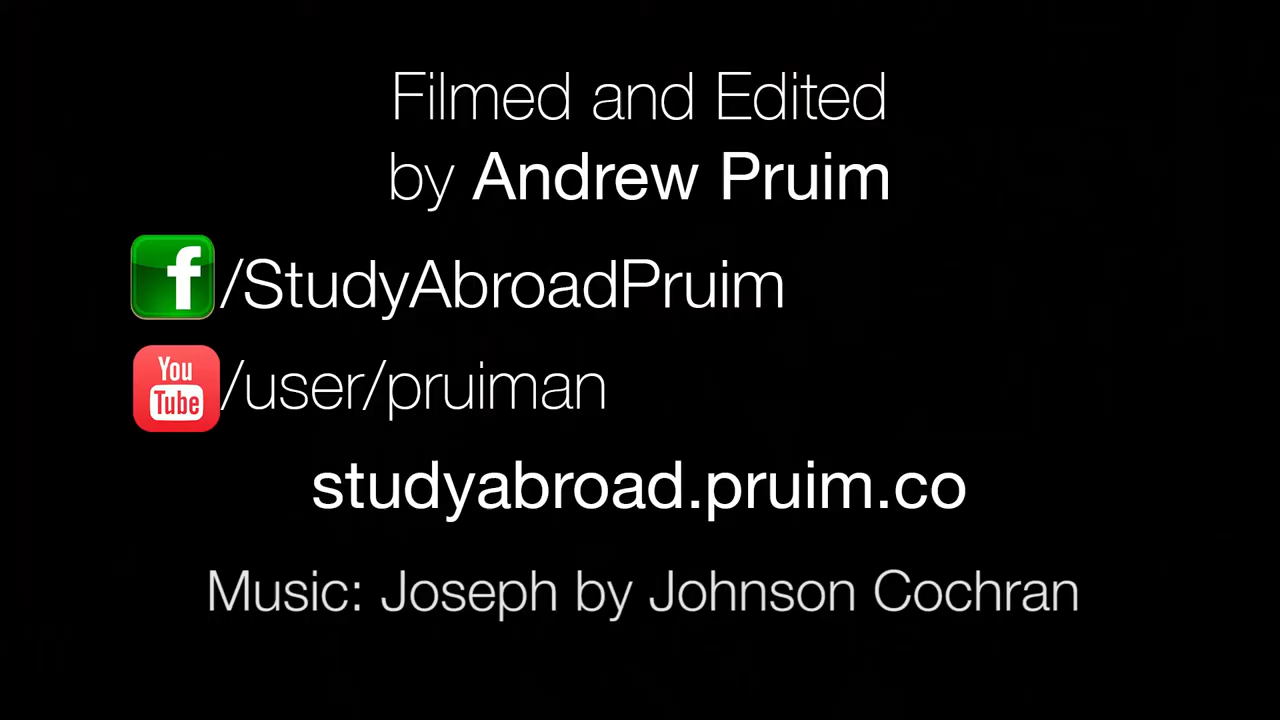 Filmed and Edited
by Andrew Pruim
f/StudyAbroadPruim
You
Tube/user/pruiman
studyabroad.pruim.co
Music: Joseph by Johnson Cochran